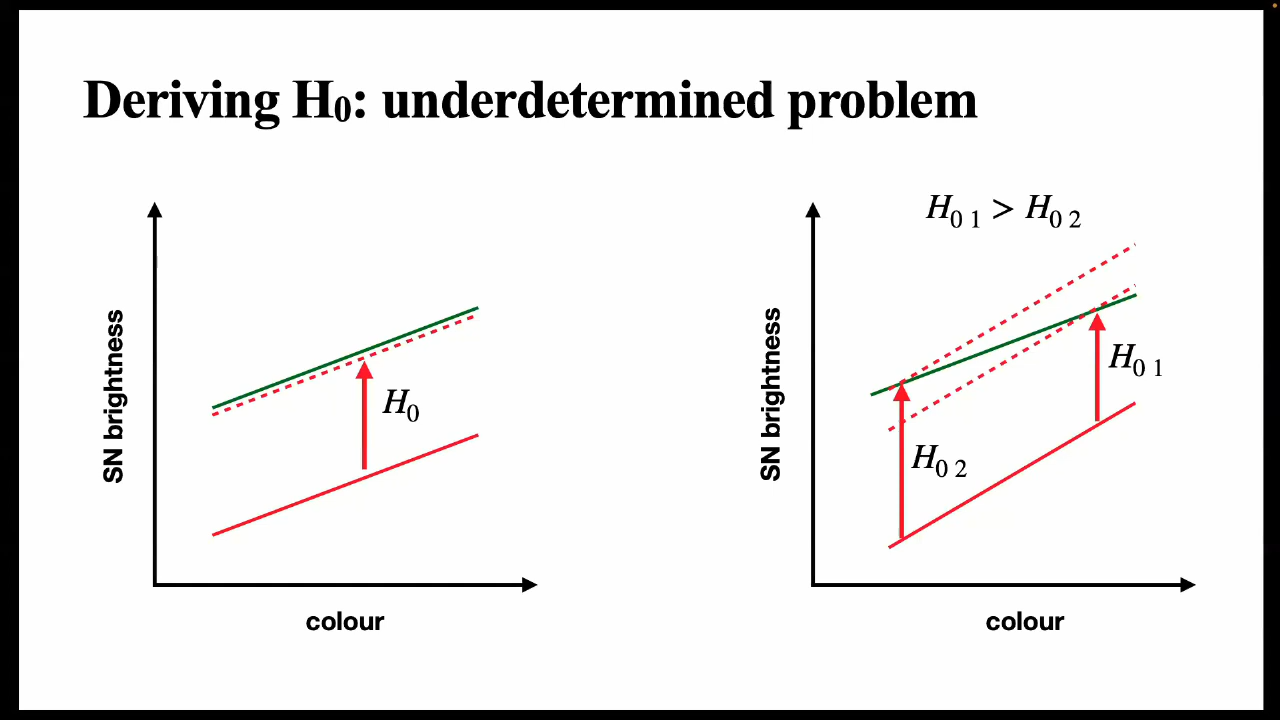 Deriving H₀: underdetermined problem
SN brightness
H₀
colour
H₀ ₁ > H₀ ₂
SN brightness
H₀ ₁
H₀ ₂
colour